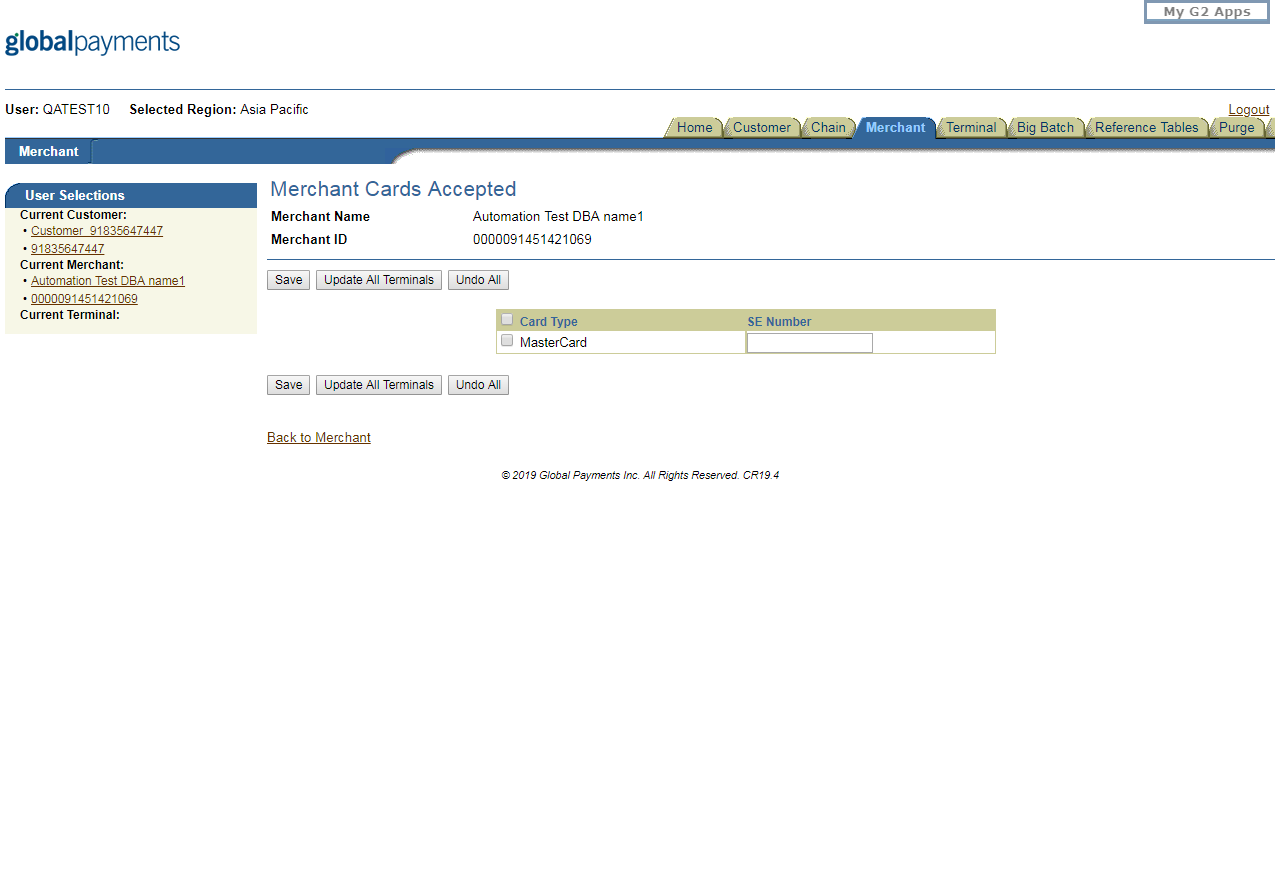 My G2 Apps
globalpayments
User: QATEST10 Selected Region: Asia Pacific
Logout
Home Customer Chain Merchant Terminal Big Batch Reference Tables Purge
Merchant
User Selections
Current Customer:
• Customer_91835647447
• 91835647447
Current Merchant:
• Automation Test DBA name1
• 0000091451421069
Current Terminal:
Merchant Cards Accepted
Merchant Name Automation Test DBA name1
Merchant ID 0000091451421069
Save Update All Terminals Undo All
Card Type SE Number
MasterCard
Save Update All Terminals Undo All
Back to Merchant
© 2019 Global Payments Inc. All Rights Reserved. CR19.4